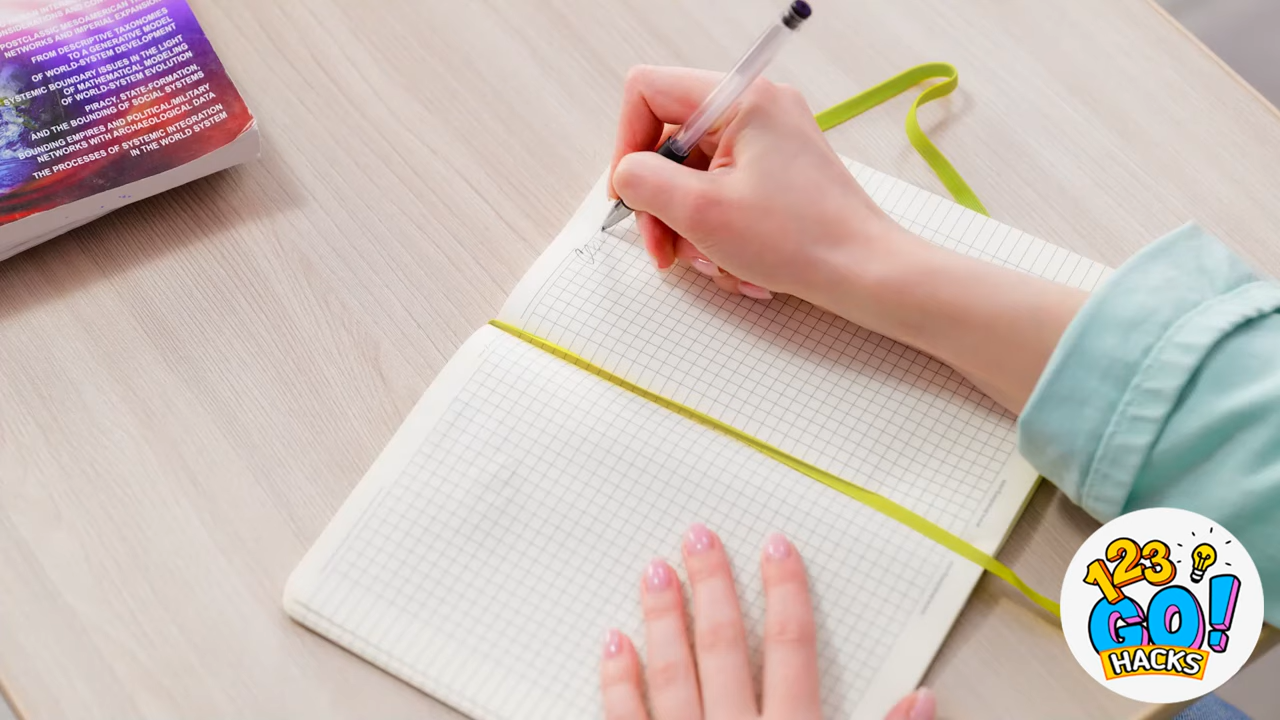 POSTCLASSIC MESOAMERICAN
NETWORKS AND IMPERIAL EXPANSION
FROM DESCRIPTIVE TAXONOMIES
TO A GENERATIVE MODEL
OF WORLD-SYSTEM DEVELOPMENT
SYSTEMIC BOUNDARY ISSUES IN THE LIGHT
OF MATHEMATICAL MODELING
OF WORLD-SYSTEM EVOLUTION
PIRACY, STATE-FORMATION,
AND THE BOUNDING OF SOCIAL SYSTEMS
BOUNDING EMPIRES AND POLITICAL/MILITARY
NETWORKS WITH ARCHAEOLOGICAL DATA
THE PROCESSES OF SYSTEMIC INTEGRATION
IN THE WORLD SYSTEM
123
GO!
HACKS